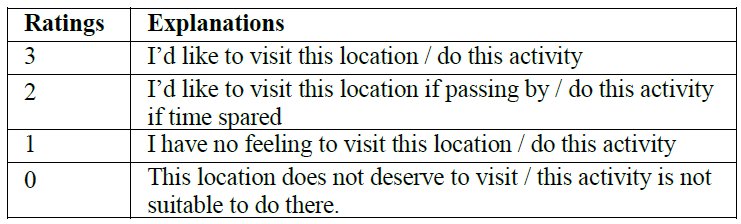 Ratings Explanations
3 I'd like to visit this location / do this activity
2 I'd like to visit this location if passing by / do this activity
if time spared
1 I have no feeling to visit this location / do this activity
0 This location does not deserve to visit / this activity is not
suitable to do there.